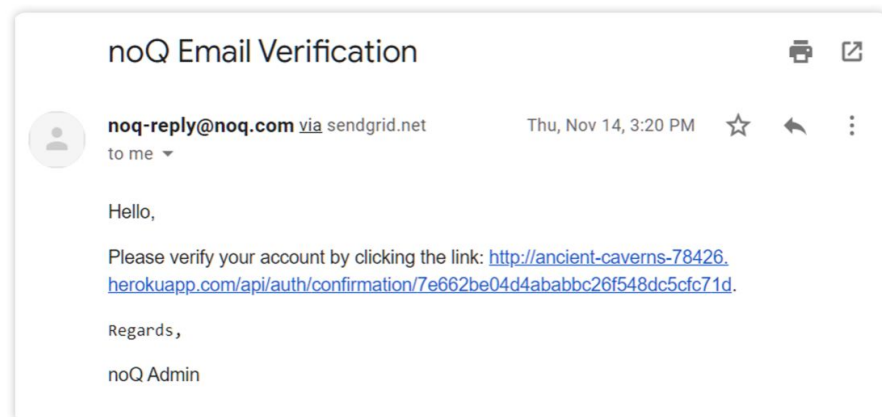 noQ Email Verification
noq-reply@noq.com via sendgrid.net Thu, Nov 14, 3:20 PM
to me
Hello,
Please verify your account by clicking the link: http://ancient-caverns-78426.
herokuapp.com/api/auth/confirmation/7e662be04d4ababbc26f548dc5cfc71d.
Regards,
noQ Admin